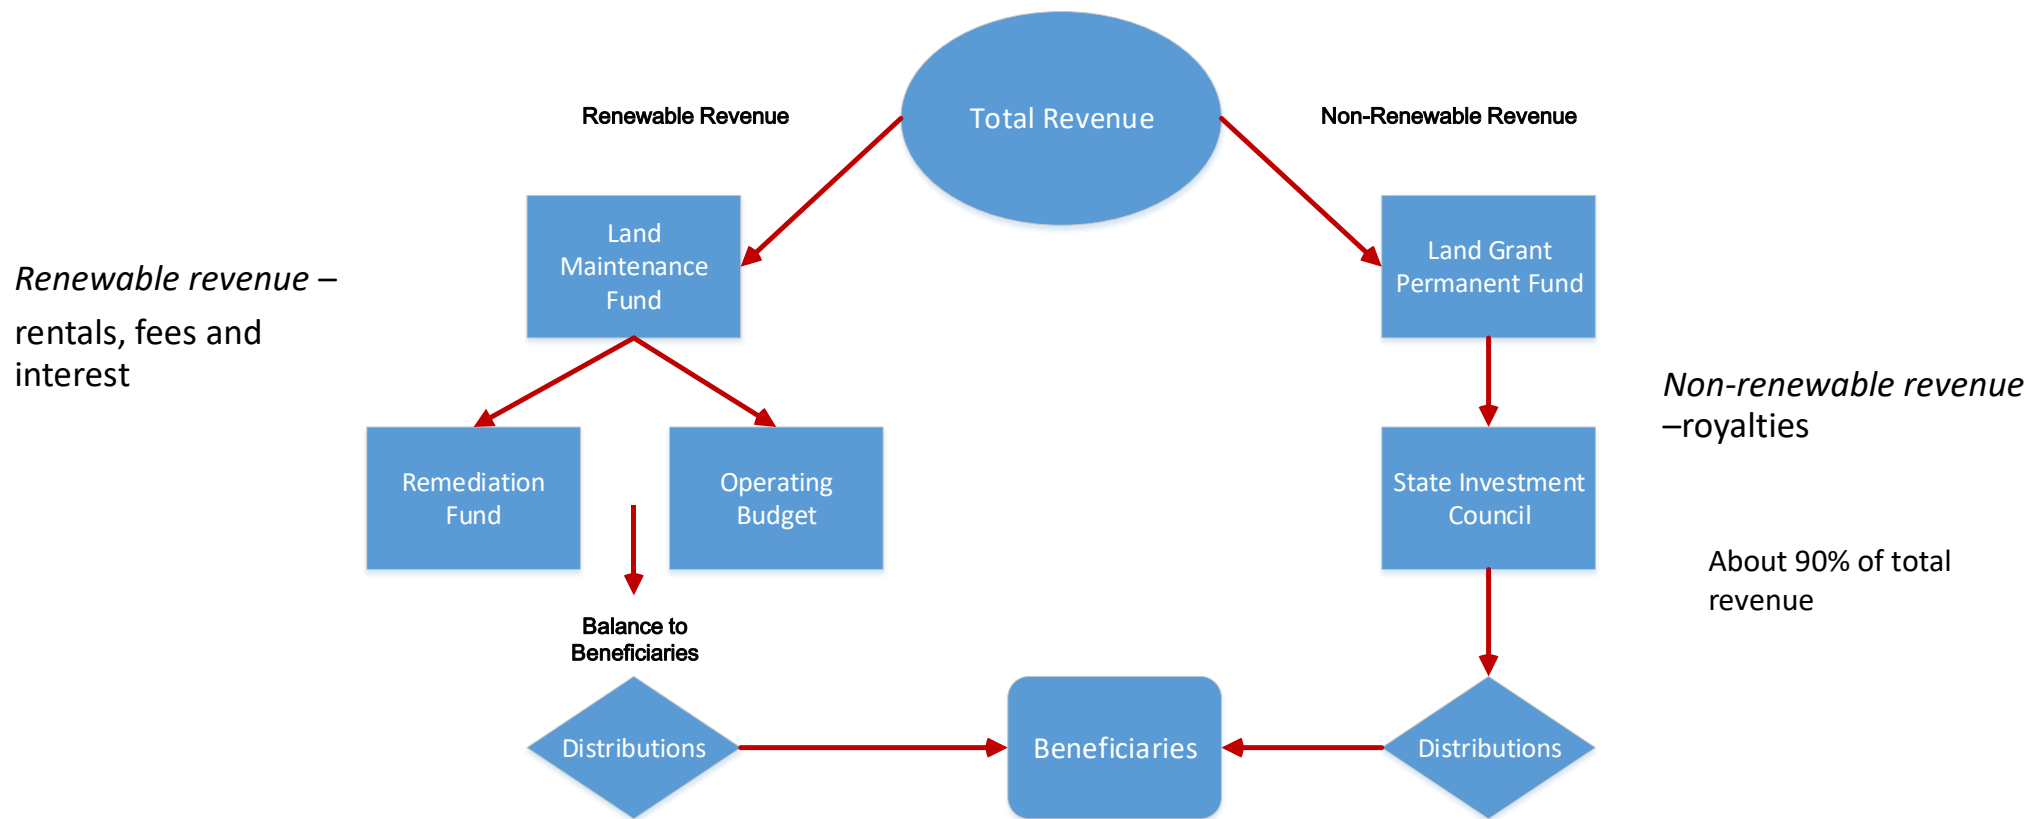 Total Revenue
Renewable Revenue
Non-Renewable Revenue
Land
Maintenance
Fund
Land Grant
Permanent Fund
Renewable revenue –
rentals, fees and
interest
Non-renewable revenue
–royalties
Remediation
Fund
Operating
Budget
State Investment
Council
About 90% of total
revenue
Balance to
Beneficiaries
Distributions
Beneficiaries
Distributions